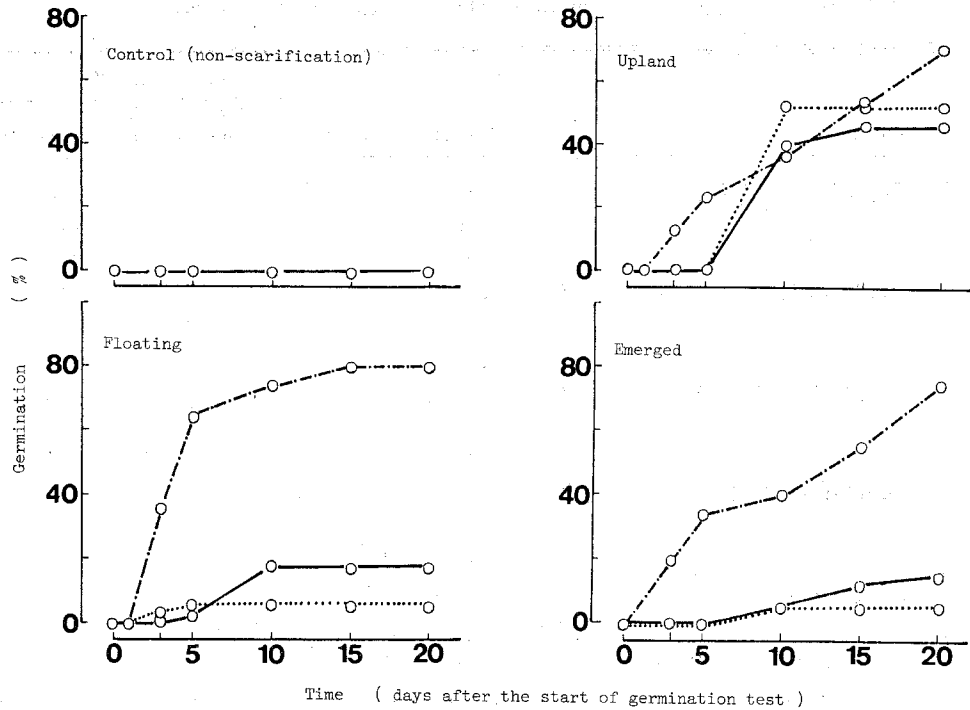 80
Control (non-scarification)
40
0
80
Upland
40
0
Floating
80
40
0
0 5 10 15 20
Emerged
80
40
0
0 5 10 15 20
Germination ( % )
Time ( days after the start of germination test )